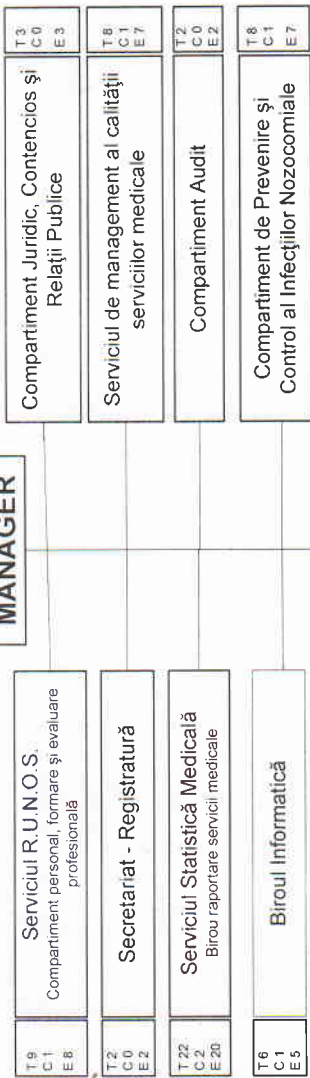 MANAGER
T 9
C 1
E 8
Serviciul R.U.N.O.S.
Compartiment personal, formare şi evaluare
profesională
Compartiment Juridic, Contencios şi
Relaţii Publice
T 3
C 0
E 3
T 2
C 0
E 2
Secretariat - Registratură
Serviciul de management al calităţii
serviciilor medicale
T 8
C 1
E 7
T 22
C 2
E 20
Serviciul Statistică Medicală
Birou raportare servicii medicale
Compartiment Audit
T 2
C 0
E 2
T 6
C 1
E 5
Biroul Informatică
Compartiment de Prevenire şi
Control al Infecţiilor Nozocomiale
T 8
C 1
E 7